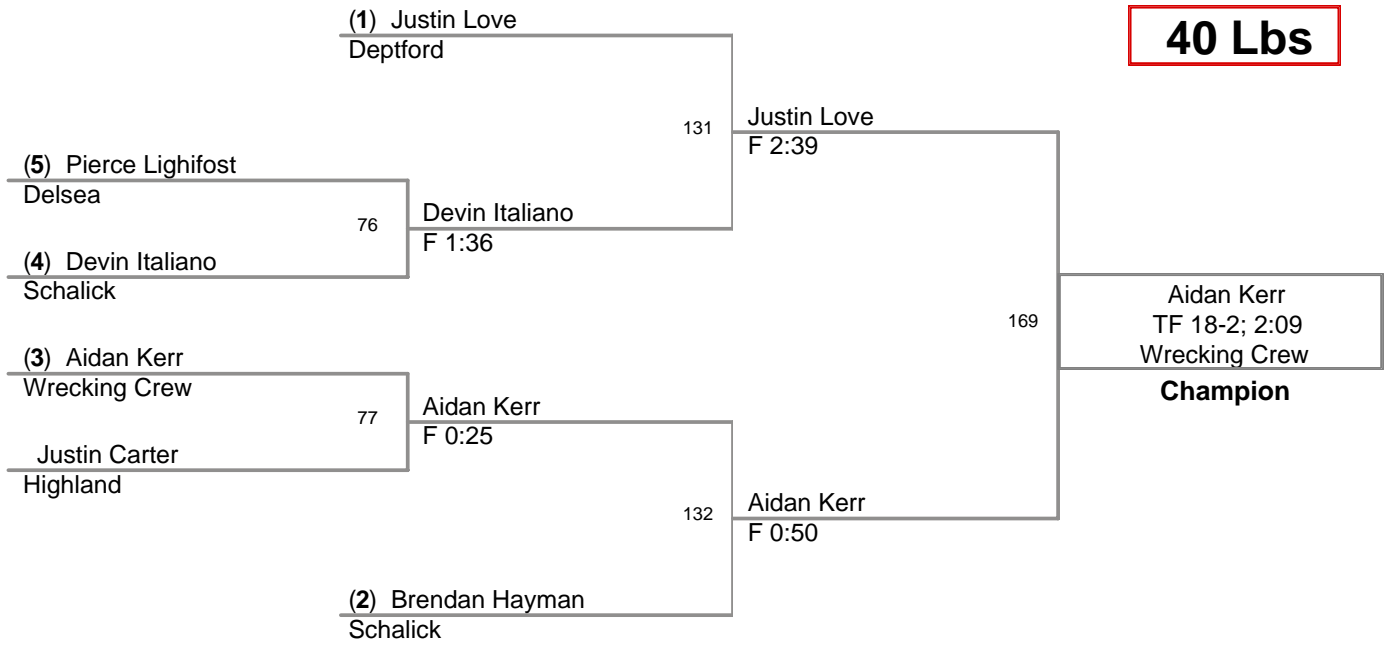 (1) Justin Love
Deptford
40 Lbs
131
Justin Love
F 2:39
(5) Pierce Lighifost
Delsea
76
Devin Italiano
F 1:36
(4) Devin Italiano
Schalick
169
Aidan Kerr
TF 18-2; 2:09
Wrecking Crew
Champion
(3) Aidan Kerr
Wrecking Crew
77
Aidan Kerr
F 0:25
Justin Carter
Highland
132
Aidan Kerr
F 0:50
(2) Brendan Hayman
Schalick